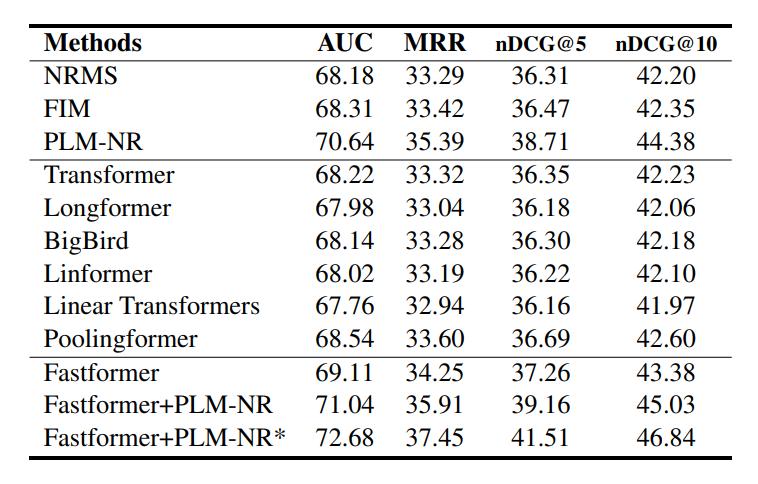 Methods AUC MRR nDCG@5 nDCG@10
NRMS 68.18 33.29 36.31 42.20
FIM 68.31 33.42 36.47 42.35
PLM-NR 70.64 35.39 38.71 44.38
Transformer 68.22 33.32 36.35 42.23
Longformer 67.98 33.04 36.18 42.06
BigBird 68.14 33.28 36.30 42.18
Linformer 68.02 33.19 36.22 42.10
Linear Transformers 67.76 32.94 36.16 41.97
Poolingformer 68.54 33.60 36.69 42.60
Fastformer 69.11 34.25 37.26 43.38
Fastformer+PLM-NR 71.04 35.91 39.16 45.03
Fastformer+PLM-NR* 72.68 37.45 41.51 46.84